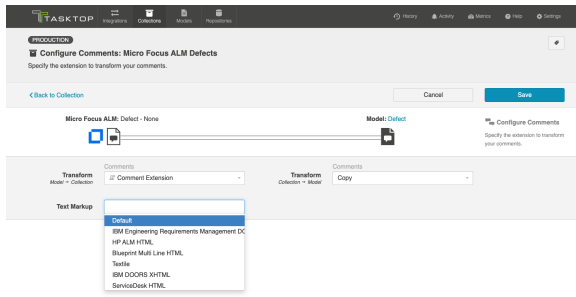 TASKTOP
Integrations
Collections
Models
Repositories
History
Activity
Metrics
Help
Settings
PRODUCTION
Configure Comments: Micro Focus ALM Defects
Specify the extension to transform your comments.
Back to Collection
Cancel
Save
Micro Focus ALM: Defect - None
Model: Defect
Configure Comments
Specify the extension to transform
your comments.
Comments
Transform
Model → Collection
Comment Extension
Comments
Transform
Collection → Model
Copy
Text Markup
Default
IBM Engineering Requirements Management DO
HP ALM HTML
Blueprint Multi Line HTML
Textile
IBM DOORS XHTML
ServiceDesk HTML